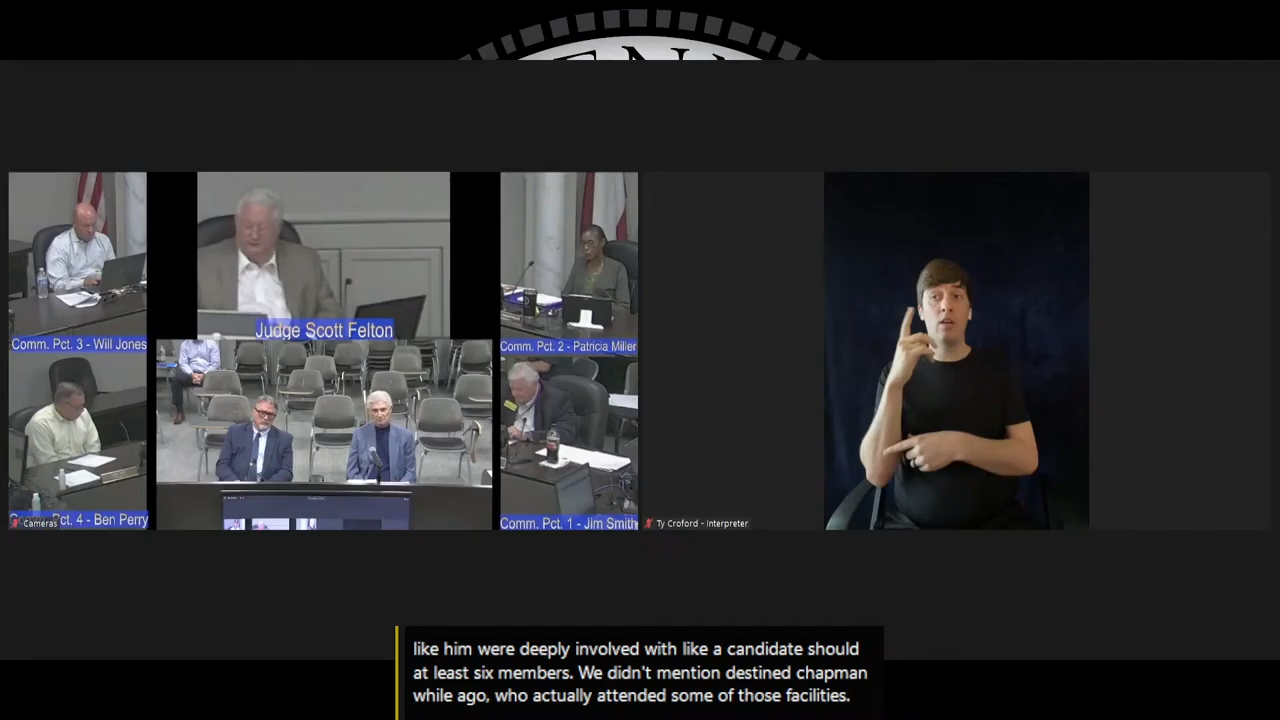 Comm. Pct. 3 - Will Jones
Judge Scott Felton
Comm. Pct. 2 - Patricia Miller
Cameras
Pct. 4 - Ben Perry
Comm. Pct. 1 - Jim Smith
Ty Croford - Interpreter
like him were deeply involved with like a candidate should
at least six members. We didn't mention destined chapman
while ago, who actually attended some of those facilities.